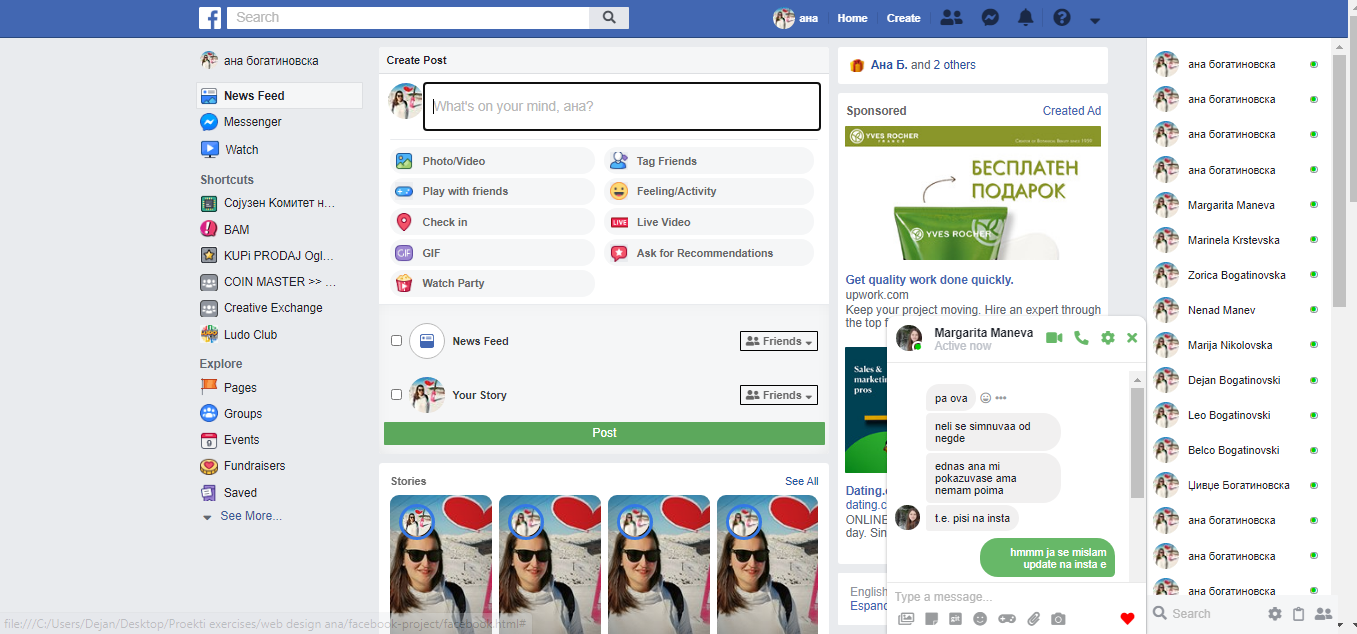 Search
ана
Home
Create
ана богатиновска
News Feed
Messenger
Watch
Shortcuts
Сојузен Комитет н...
BAM
KUPi PRODAJ Ogl...
COIN MASTER >> ...
Creative Exchange
Ludo Club
Explore
Pages
Groups
Events
Fundraisers
Saved
See More...
Create Post
What's on your mind, ана?
Photo/Video
Tag Friends
Play with friends
Feeling/Activity
Check in
LIVE
Live Video
GIF
GIF
Ask for Recommendations
Watch Party
News Feed
Friends
Your Story
Friends
Post
Stories
See All
Ана Б. and 2 others
Sponsored
Created Ad
YVES ROCHER
FRANCE
БЕСПЛАТЕН
ПОДАРОК
YVES ROCHER
Get quality work done quickly.
upwork.com
Keep your project moving. Hire an expert through
the top f
Sales &
marketin
pros
Dating.c
dating.c
ONLINE
day. Sin
English
Espano
Margarita Maneva
Active now
pa ova
neli se simnuvaa od
negde
ednas ana mi
pokazuvase ama
nemam poima
t.e. pisi na insta
hmmm ja se mislam
update na insta e
Type a message...
ана богатиновска
ана богатиновска
ана богатиновска
ана богатиновска
Margarita Maneva
Marinela Krstevska
Zorica Bogatinovska
Nenad Manev
Marija Nikolovska
Dejan Bogatinovski
Leo Bogatinovski
Belco Bogatinovski
Џивџе Богатиновска
ана богатиновска
ана богатиновска
ана богатиновска
Search
file:///C:/Users/Dejan/Desktop/Proekti exercises/web design ana/facebook-project/facebook.html#